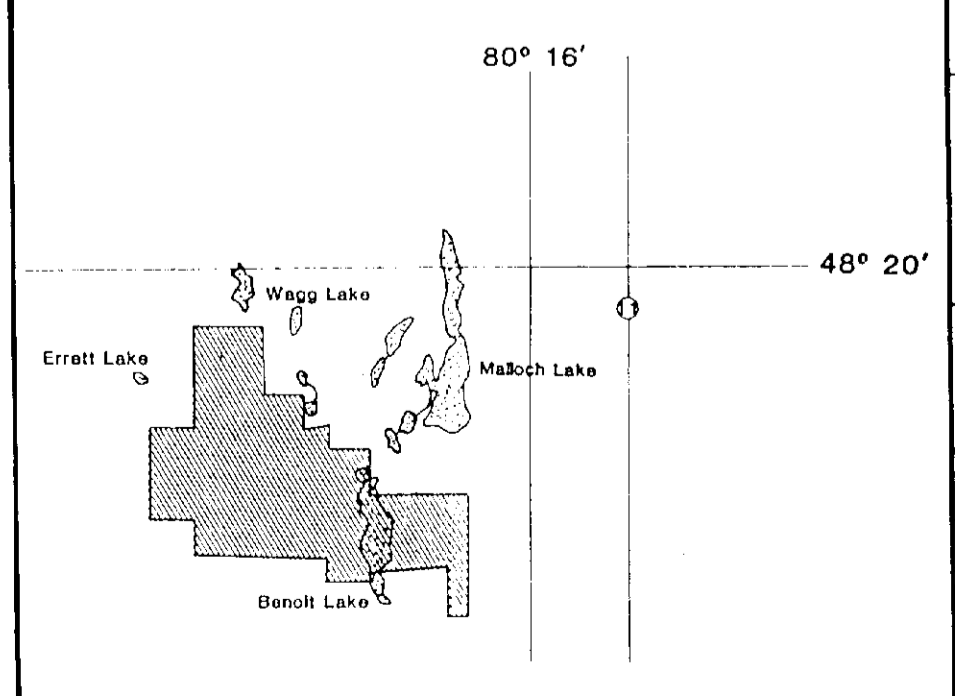 80° 16′
48° 20′
Wagg Lake
Errett Lake
Malloch Lake
Benoit Lake